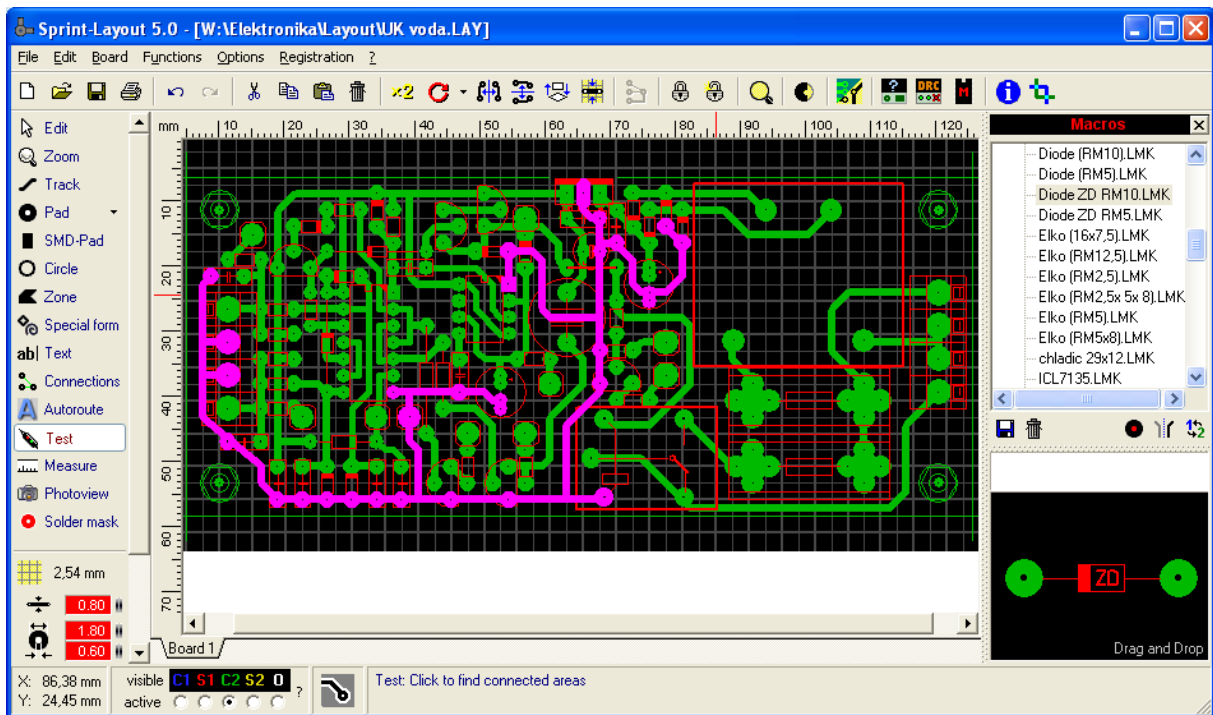 Sprint-Layout 5.0 - [W:\Elektronika\Layout\UK voda.LAY]
File Edit Board Functions Options Registration ?
×2 DRC M
Edit
Zoom
Track
Pad
SMD-Pad
Circle
Zone
Special form
ab| Text
Connections
Autoroute
Test
Measure
Photoview
Solder mask
2,54 mm
0.80
1.80
0.60
mm 10 20 30 40 50 60 70 80 90 100 110 120
10
20
30
40
50
60
70
Board 1
Macros
Diode (RM10).LMK
Diode (RM5).LMK
Diode ZD RM10.LMK
Diode ZD RM5.LMK
Elko (16x7,5).LMK
Elko (RM12,5).LMK
Elko (RM2,5).LMK
Elko (RM2,5x 5x 8).LMK
Elko (RM5).LMK
Elko (RM5x8).LMK
chladic 29x12.LMK
ICL7135.LMK
ZD
Drag and Drop
X: 86,38 mm
Y: 24,45 mm
visible C1 S1 C2 S2 O
active ?
Test: Click to find connected areas